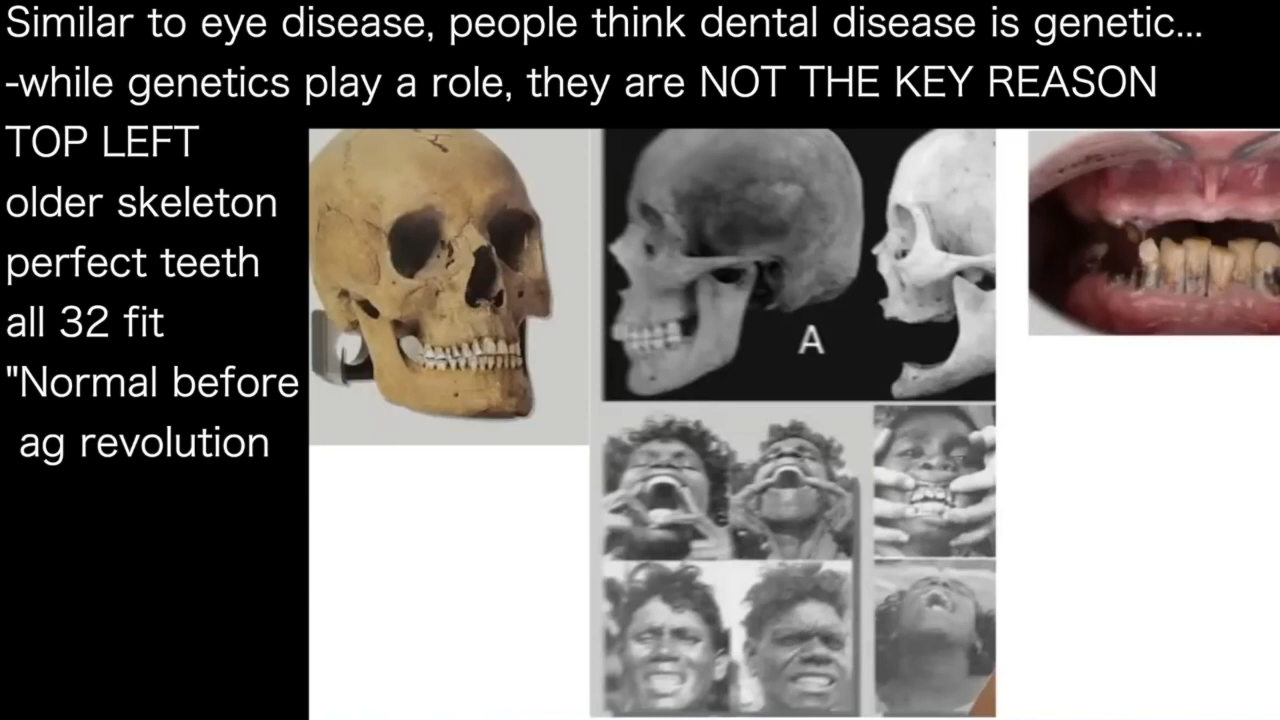 Similar to eye disease, people think dental disease is genetic...
-while genetics play a role, they are NOT THE KEY REASON
TOP LEFT
older skeleton
perfect teeth
all 32 fit
"Normal before
ag revolution
A